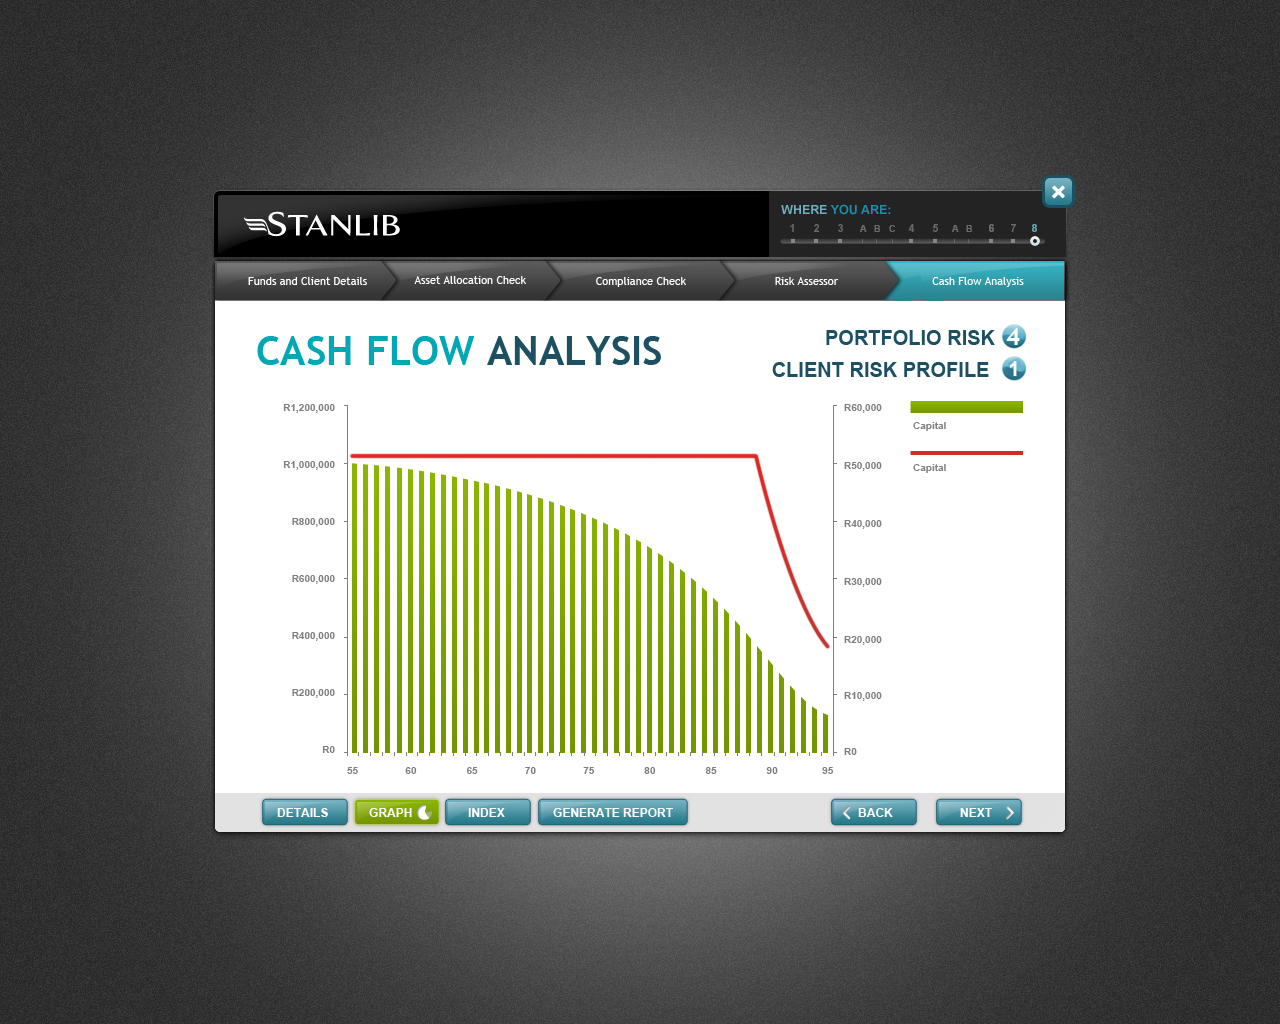 STANLIB
WHERE YOU ARE:
1 2 3 A B C 4 5 A B 6 7 8
Funds and Client Details
Asset Allocation Check
Compliance Check
Risk Assessor
Cash Flow Analysis
CASH FLOW ANALYSIS
PORTFOLIO RISK 4
CLIENT RISK PROFILE 1
R1,200,000
R1,000,000
R800,000
R600,000
R400,000
R200,000
R0
R60,000
R50,000
R40,000
R30,000
R20,000
R10,000
R0
Capital
Capital
55 60 65 70 75 80 85 90 95
DETAILS
GRAPH
INDEX
GENERATE REPORT
BACK
NEXT